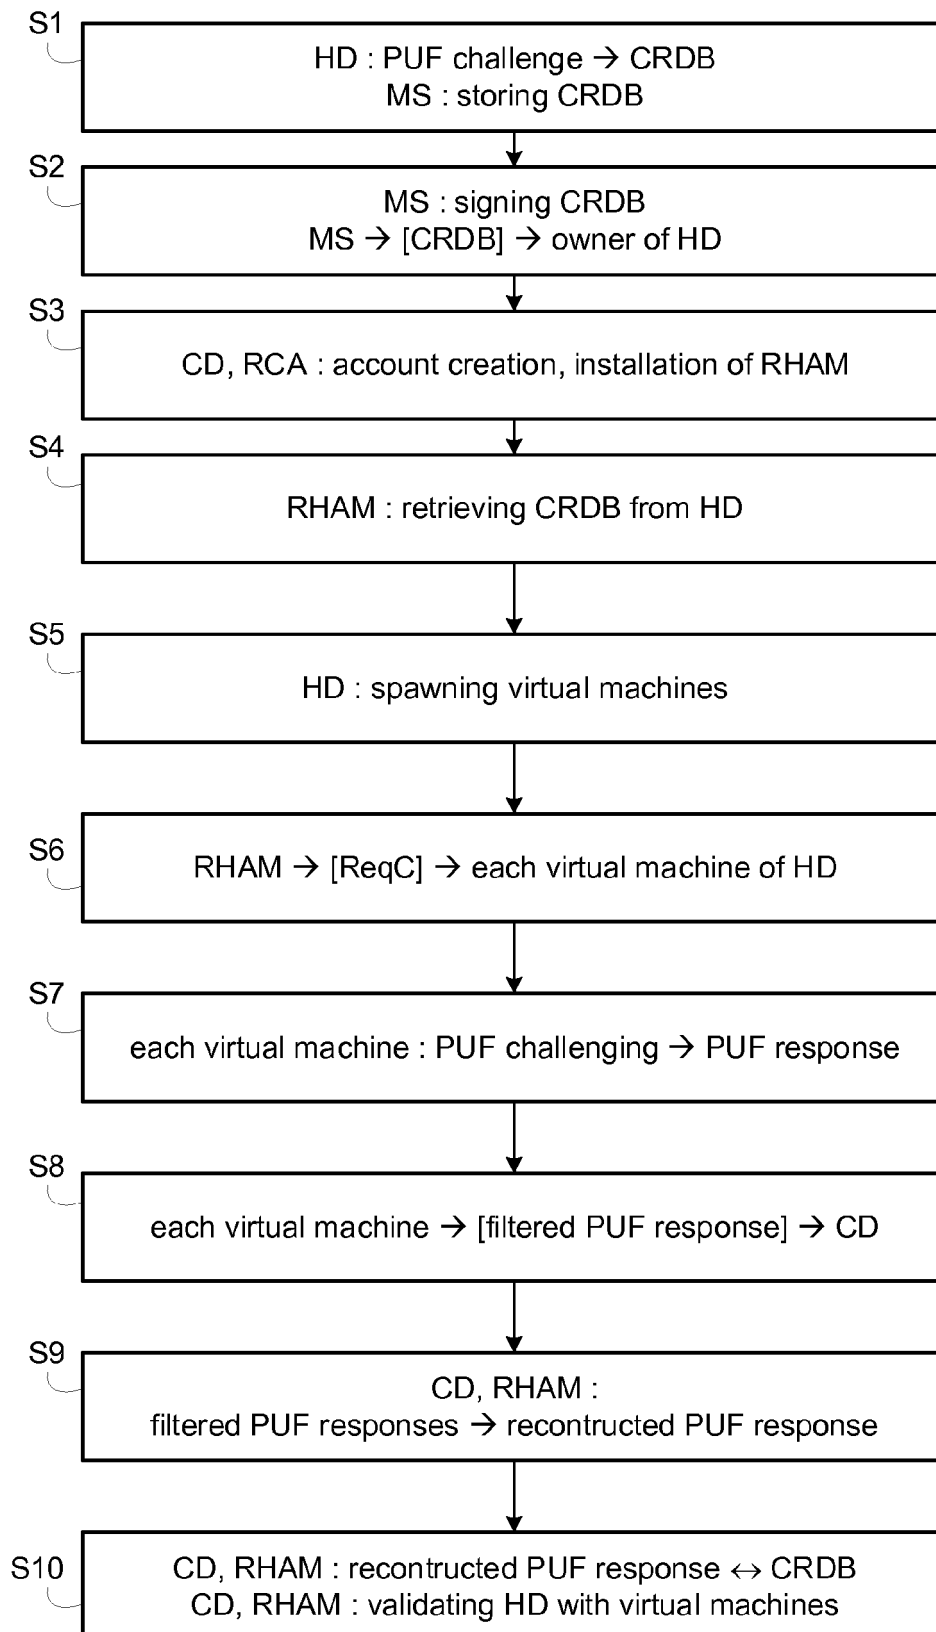 S1
HD : PUF challenge → CRDB
MS : storing CRDB
S2
MS : signing CRDB
MS → [CRDB] → owner of HD
S3
CD, RCA : account creation, installation of RHAM
S4
RHAM : retrieving CRDB from HD
S5
HD : spawning virtual machines
S6
RHAM → [ReqC] → each virtual machine of HD
S7
each virtual machine : PUF challenging → PUF response
S8
each virtual machine → [filtered PUF response] → CD
S9
CD, RHAM :
filtered PUF responses → recontructed PUF response
S10
CD, RHAM : recontructed PUF response ↔ CRDB
CD, RHAM : validating HD with virtual machines